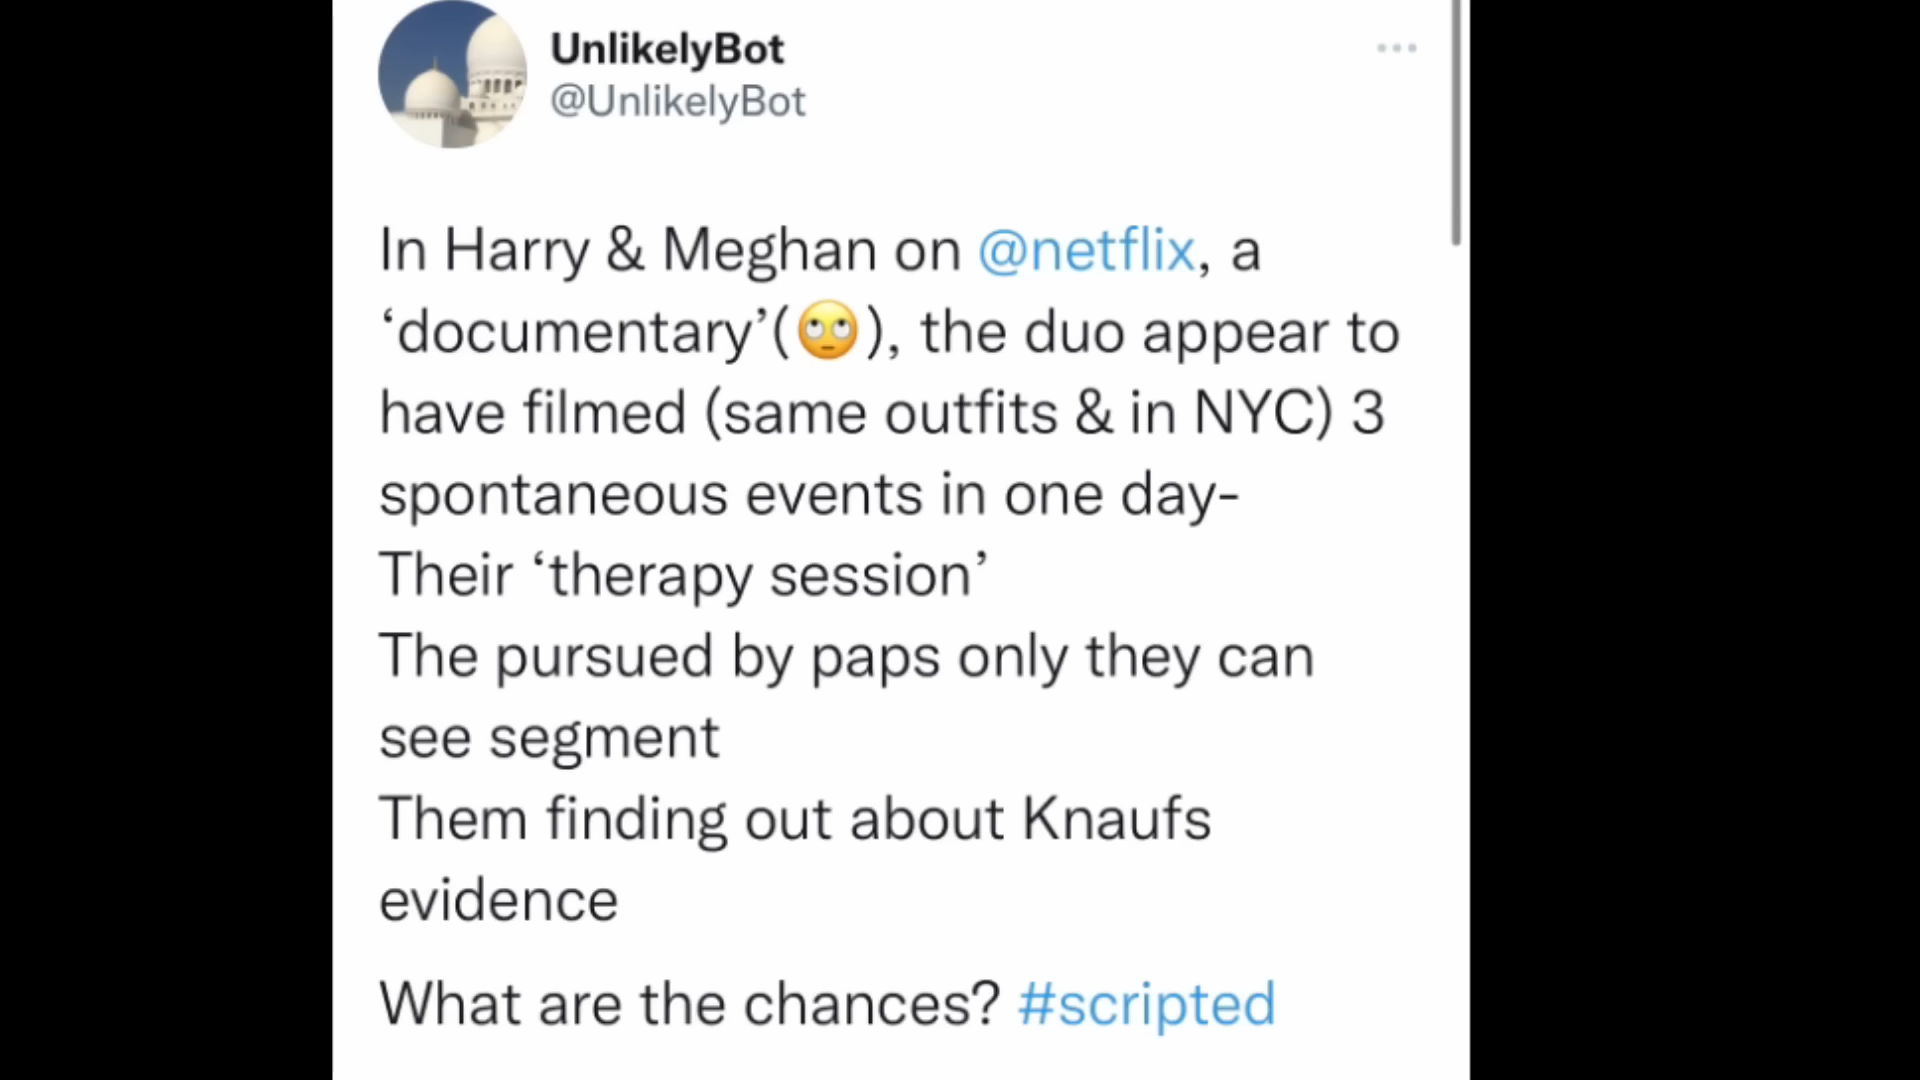 UnlikelyBot
@UnlikelyBot
In Harry & Meghan on @netflix, a
‘documentary’(🙄), the duo appear to
have filmed (same outfits & in NYC) 3
spontaneous events in one day-
Their ‘therapy session’
The pursued by paps only they can
see segment
Them finding out about Knaufs
evidence
What are the chances? #scripted